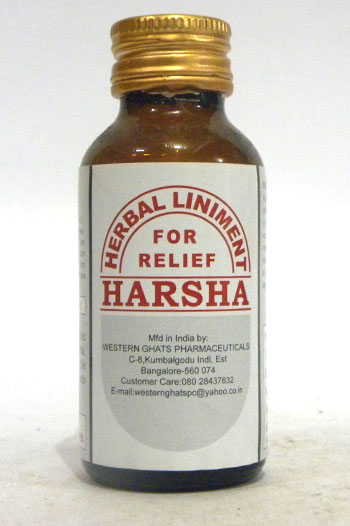 HERBAL LINIMENT
FOR
RELIEF
HARSHA
Mfd in India by:
WESTERN GHATS PHARMACEUTICALS
C-8,Kumbalgodu Indl, Est
Bangalore-560 074
Customer Care:080 28437832
E-mail:westernghatspc@yahoo.co.in